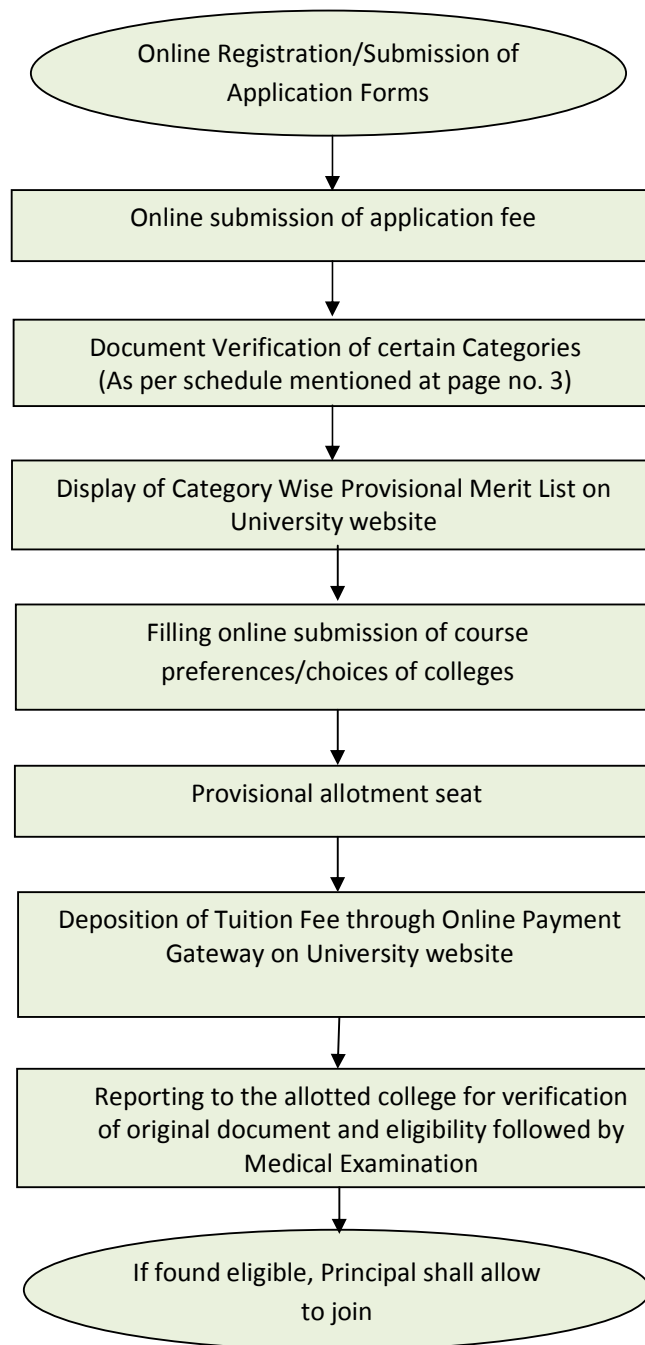 Online Registration/Submission of
Application Forms
Online submission of application fee
Document Verification of certain Categories
(As per schedule mentioned at page no. 3)
Display of Category Wise Provisional Merit List on
University website
Filling online submission of course
preferences/choices of colleges
Provisional allotment seat
Deposition of Tuition Fee through Online Payment
Gateway on University website
Reporting to the allotted college for verification
of original document and eligibility followed by
Medical Examination
If found eligible, Principal shall allow
to join